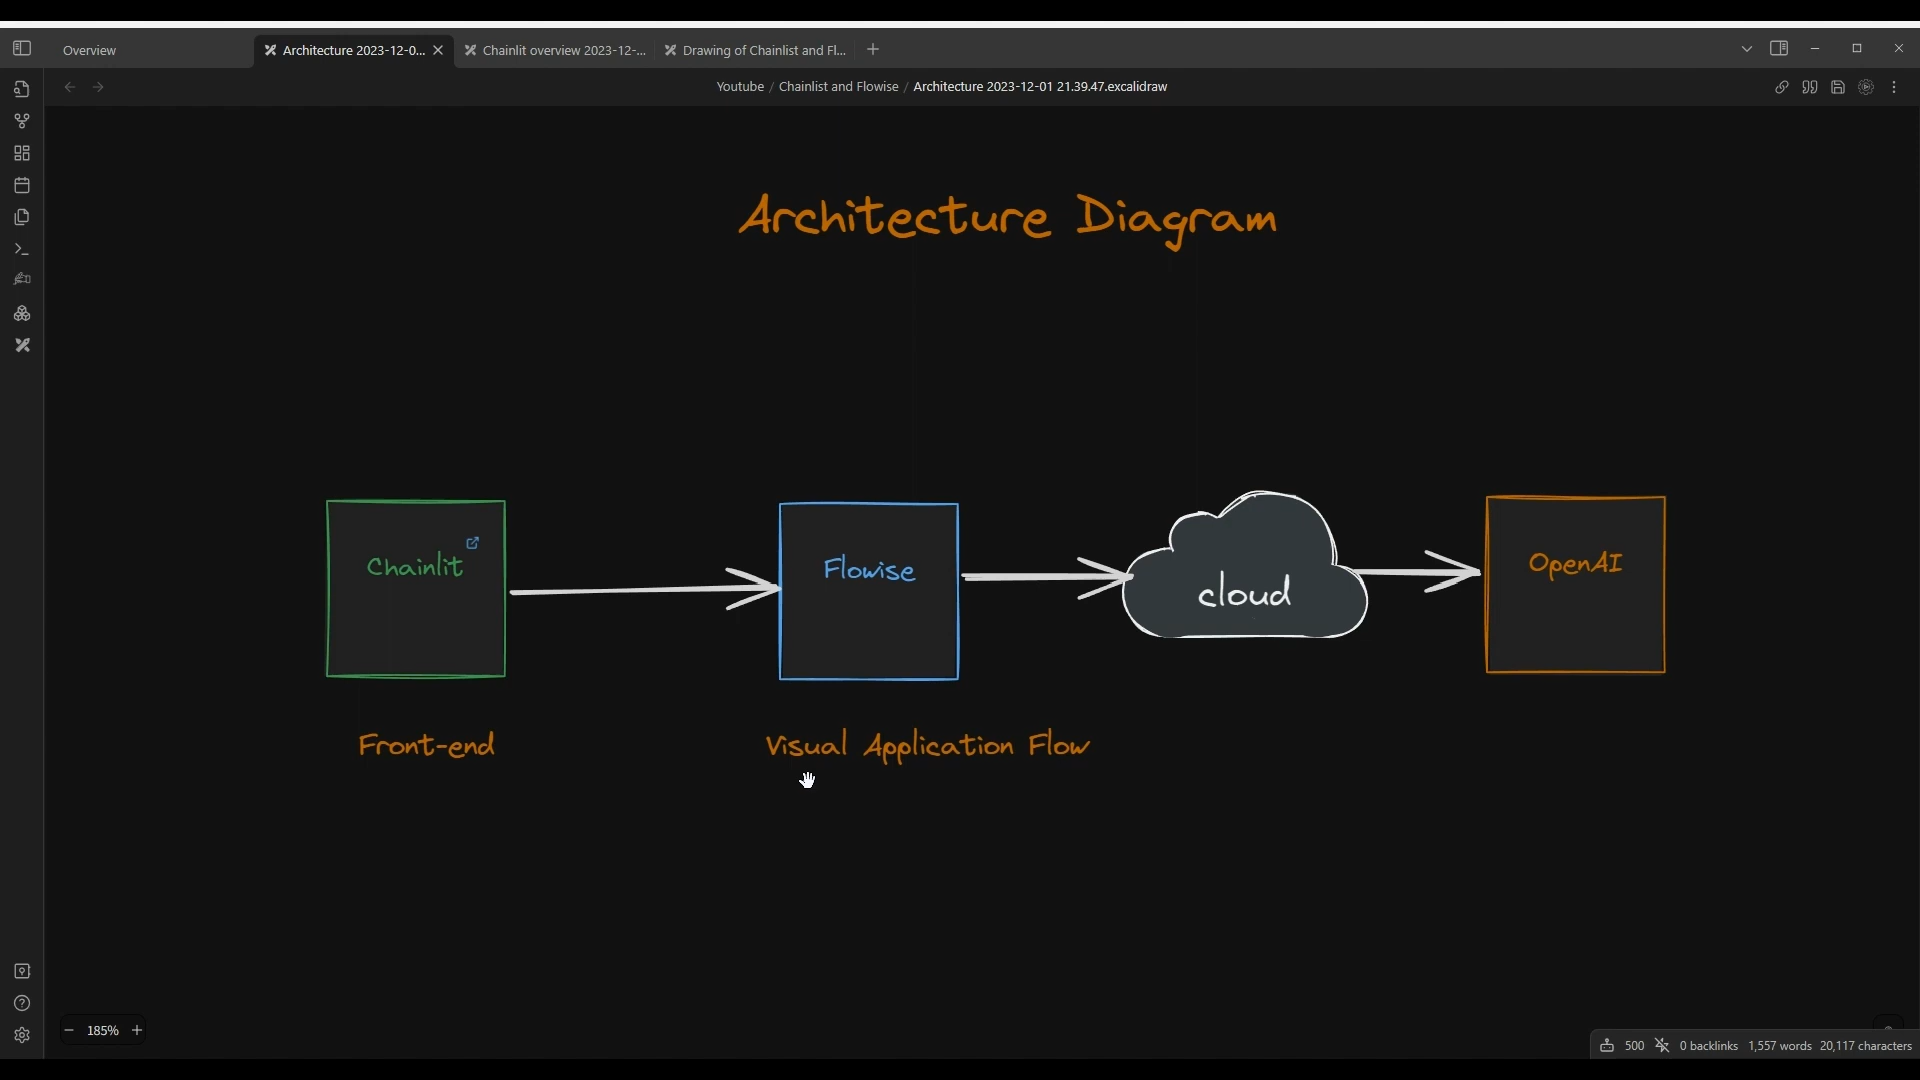 Overview
Architecture 2023-12-0...
Chainlit overview 2023-12-...
Drawing of Chainlist and Fl...
Youtube / Chainlist and Flowise / Architecture 2023-12-01 21.39.47.excalidraw
Architecture Diagram
Chainlit
Flowise
cloud
OpenAI
Front-end
Visual Application Flow
185%
500 0 backlinks 1,557 words 20,117 characters